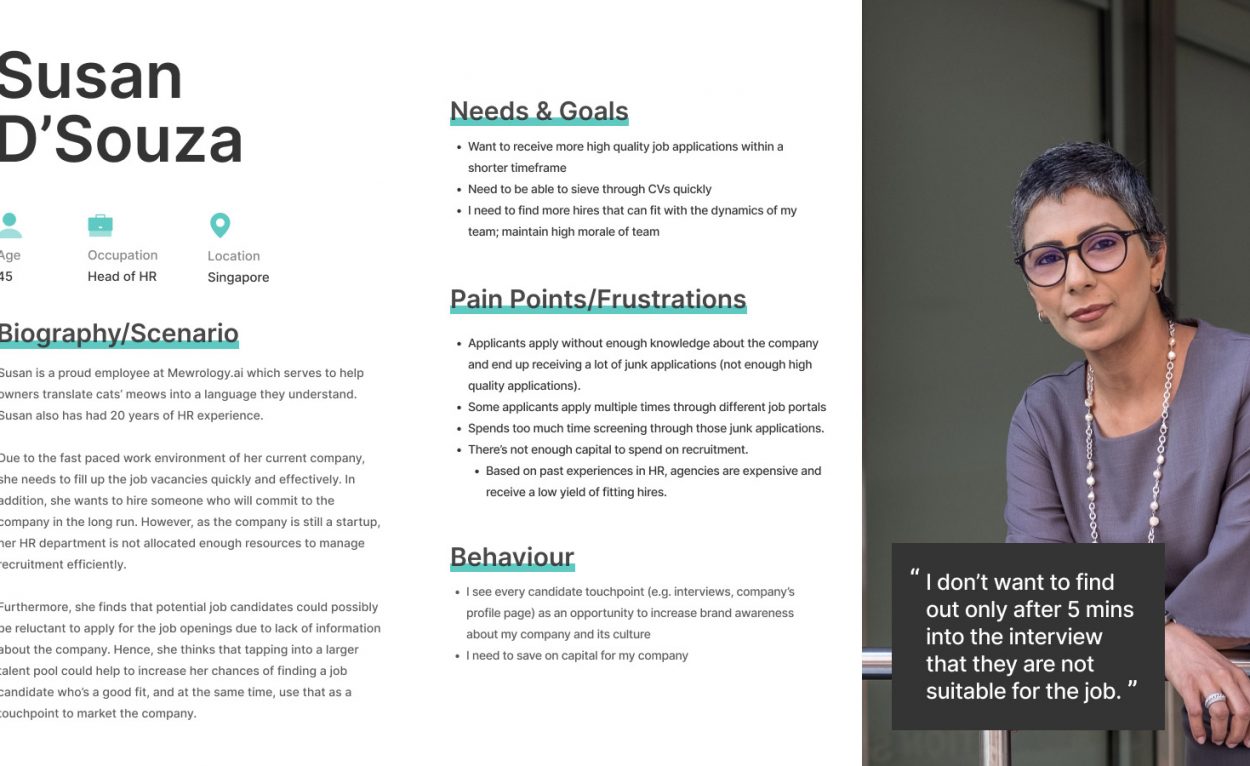 Susan
D’Souza
Age
45
Occupation
Head of HR
Location
Singapore
Biography/Scenario
Susan is a proud employee at Mewrology.ai which serves to help
owners translate cats’ meows into a language they understand.
Susan also has had 20 years of HR experience.
Due to the fast paced work environment of her current company,
she needs to fill up the job vacancies quickly and effectively. In
addition, she wants to hire someone who will commit to the
company in the long run. However, as the company is still a startup,
her HR department is not allocated enough resources to manage
recruitment efficiently.
Furthermore, she finds that potential job candidates could possibly
be reluctant to apply for the job openings due to lack of information
about the company. Hence, she thinks that tapping into a larger
talent pool could help to increase her chances of finding a job
candidate who’s a good fit, and at the same time, use that as a
touchpoint to market the company.
Needs & Goals
• Want to receive more high quality job applications within a
shorter timeframe
• Need to be able to sieve through CVs quickly
• I need to find more hires that can fit with the dynamics of my
team; maintain high morale of team
Pain Points/Frustrations
• Applicants apply without enough knowledge about the company
and end up receiving a lot of junk applications (not enough high
quality applications).
• Some applicants apply multiple times through different job portals
• Spends too much time screening through those junk applications.
• There’s not enough capital to spend on recruitment.
• Based on past experiences in HR, agencies are expensive and
receive a low yield of fitting hires.
Behaviour
• I see every candidate touchpoint (e.g. interviews, company’s
profile page) as an opportunity to increase brand awareness
about my company and its culture
• I need to save on capital for my company
“ I don’t want to find
out only after 5 mins
into the interview
that they are not
suitable for the job. ”